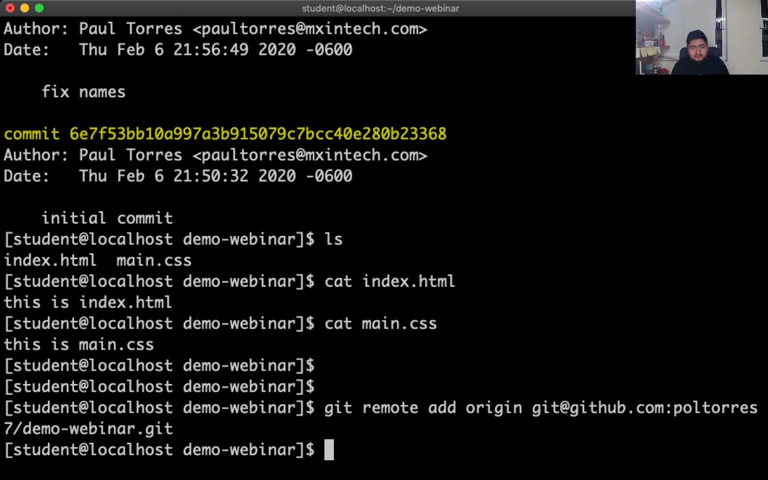 student@localhost:~/demo-webinar
Author: Paul Torres <paultorres@mxintech.com>
Date:   Thu Feb 6 21:56:49 2020 -0600
fix names
commit 6e7f53bb10a997a3b915079c7bcc40e280b23368
Author: Paul Torres <paultorres@mxintech.com>
Date:   Thu Feb 6 21:50:32 2020 -0600
initial commit
[student@localhost demo-webinar]$ ls
index.html  main.css
[student@localhost demo-webinar]$ cat index.html
this is index.html
[student@localhost demo-webinar]$ cat main.css
this is main.css
[student@localhost demo-webinar]$
[student@localhost demo-webinar]$
[student@localhost demo-webinar]$ git remote add origin git@github.com:poltorres
7/demo-webinar.git
[student@localhost demo-webinar]$